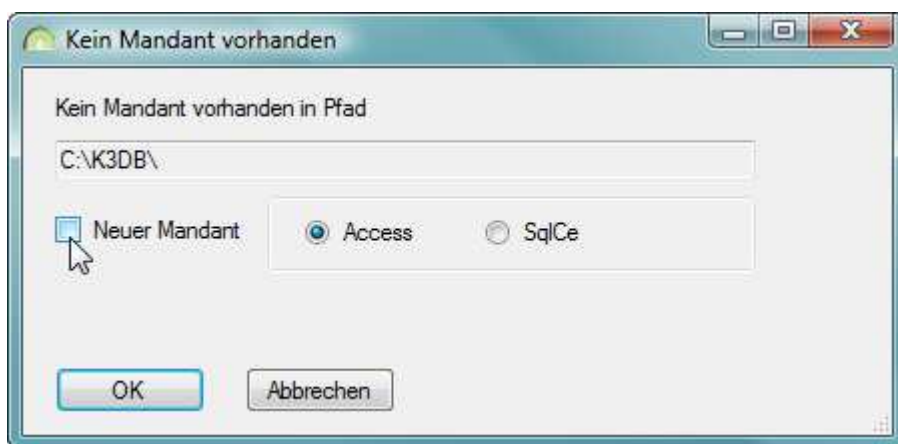 Kein Mandant vorhanden
Kein Mandant vorhanden in Pfad
C:\K3DB\
Neuer Mandant Access SqlCe
OK Abbrechen